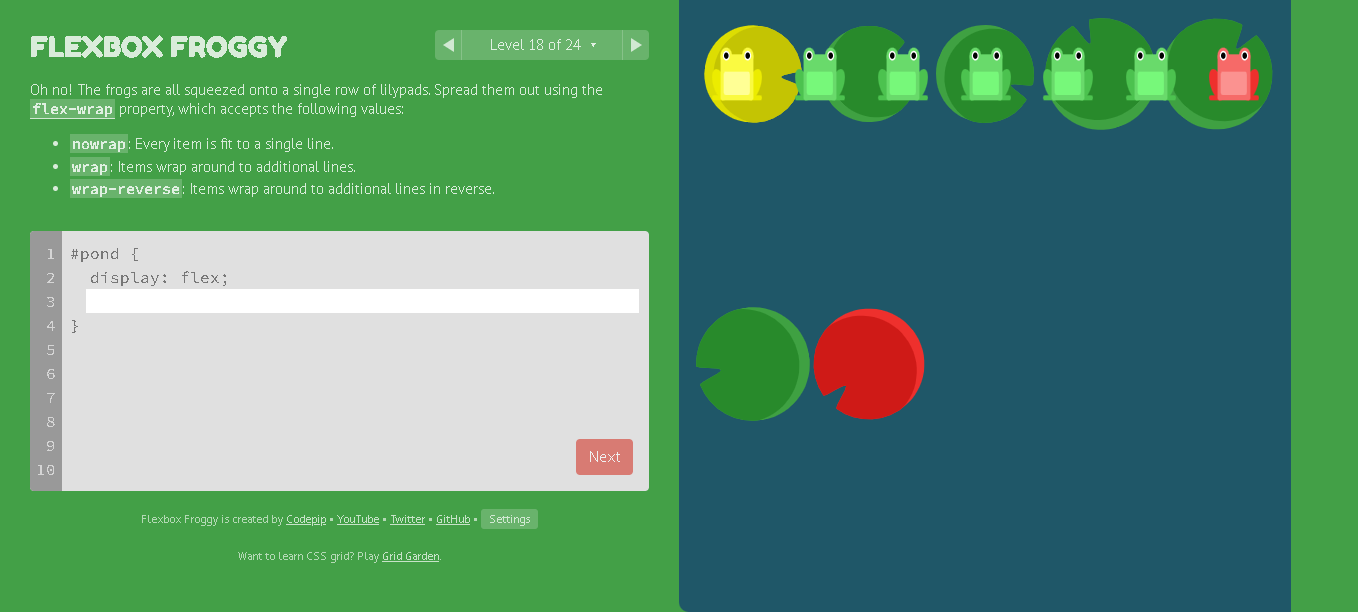 FLEXBOX FROGGY
Level 18 of 24 ▾
Oh no! The frogs are all squeezed onto a single row of lilypads. Spread them out using the
flex-wrap property, which accepts the following values:
• nowrap: Every item is fit to a single line.
• wrap: Items wrap around to additional lines.
• wrap-reverse: Items wrap around to additional lines in reverse.
1 #pond {
2 display: flex;
3
4 }
5
6
7
8
9
10
Next
Flexbox Froggy is created by Codepip • YouTube • Twitter • GitHub • Settings
Want to learn CSS grid? Play Grid Garden.